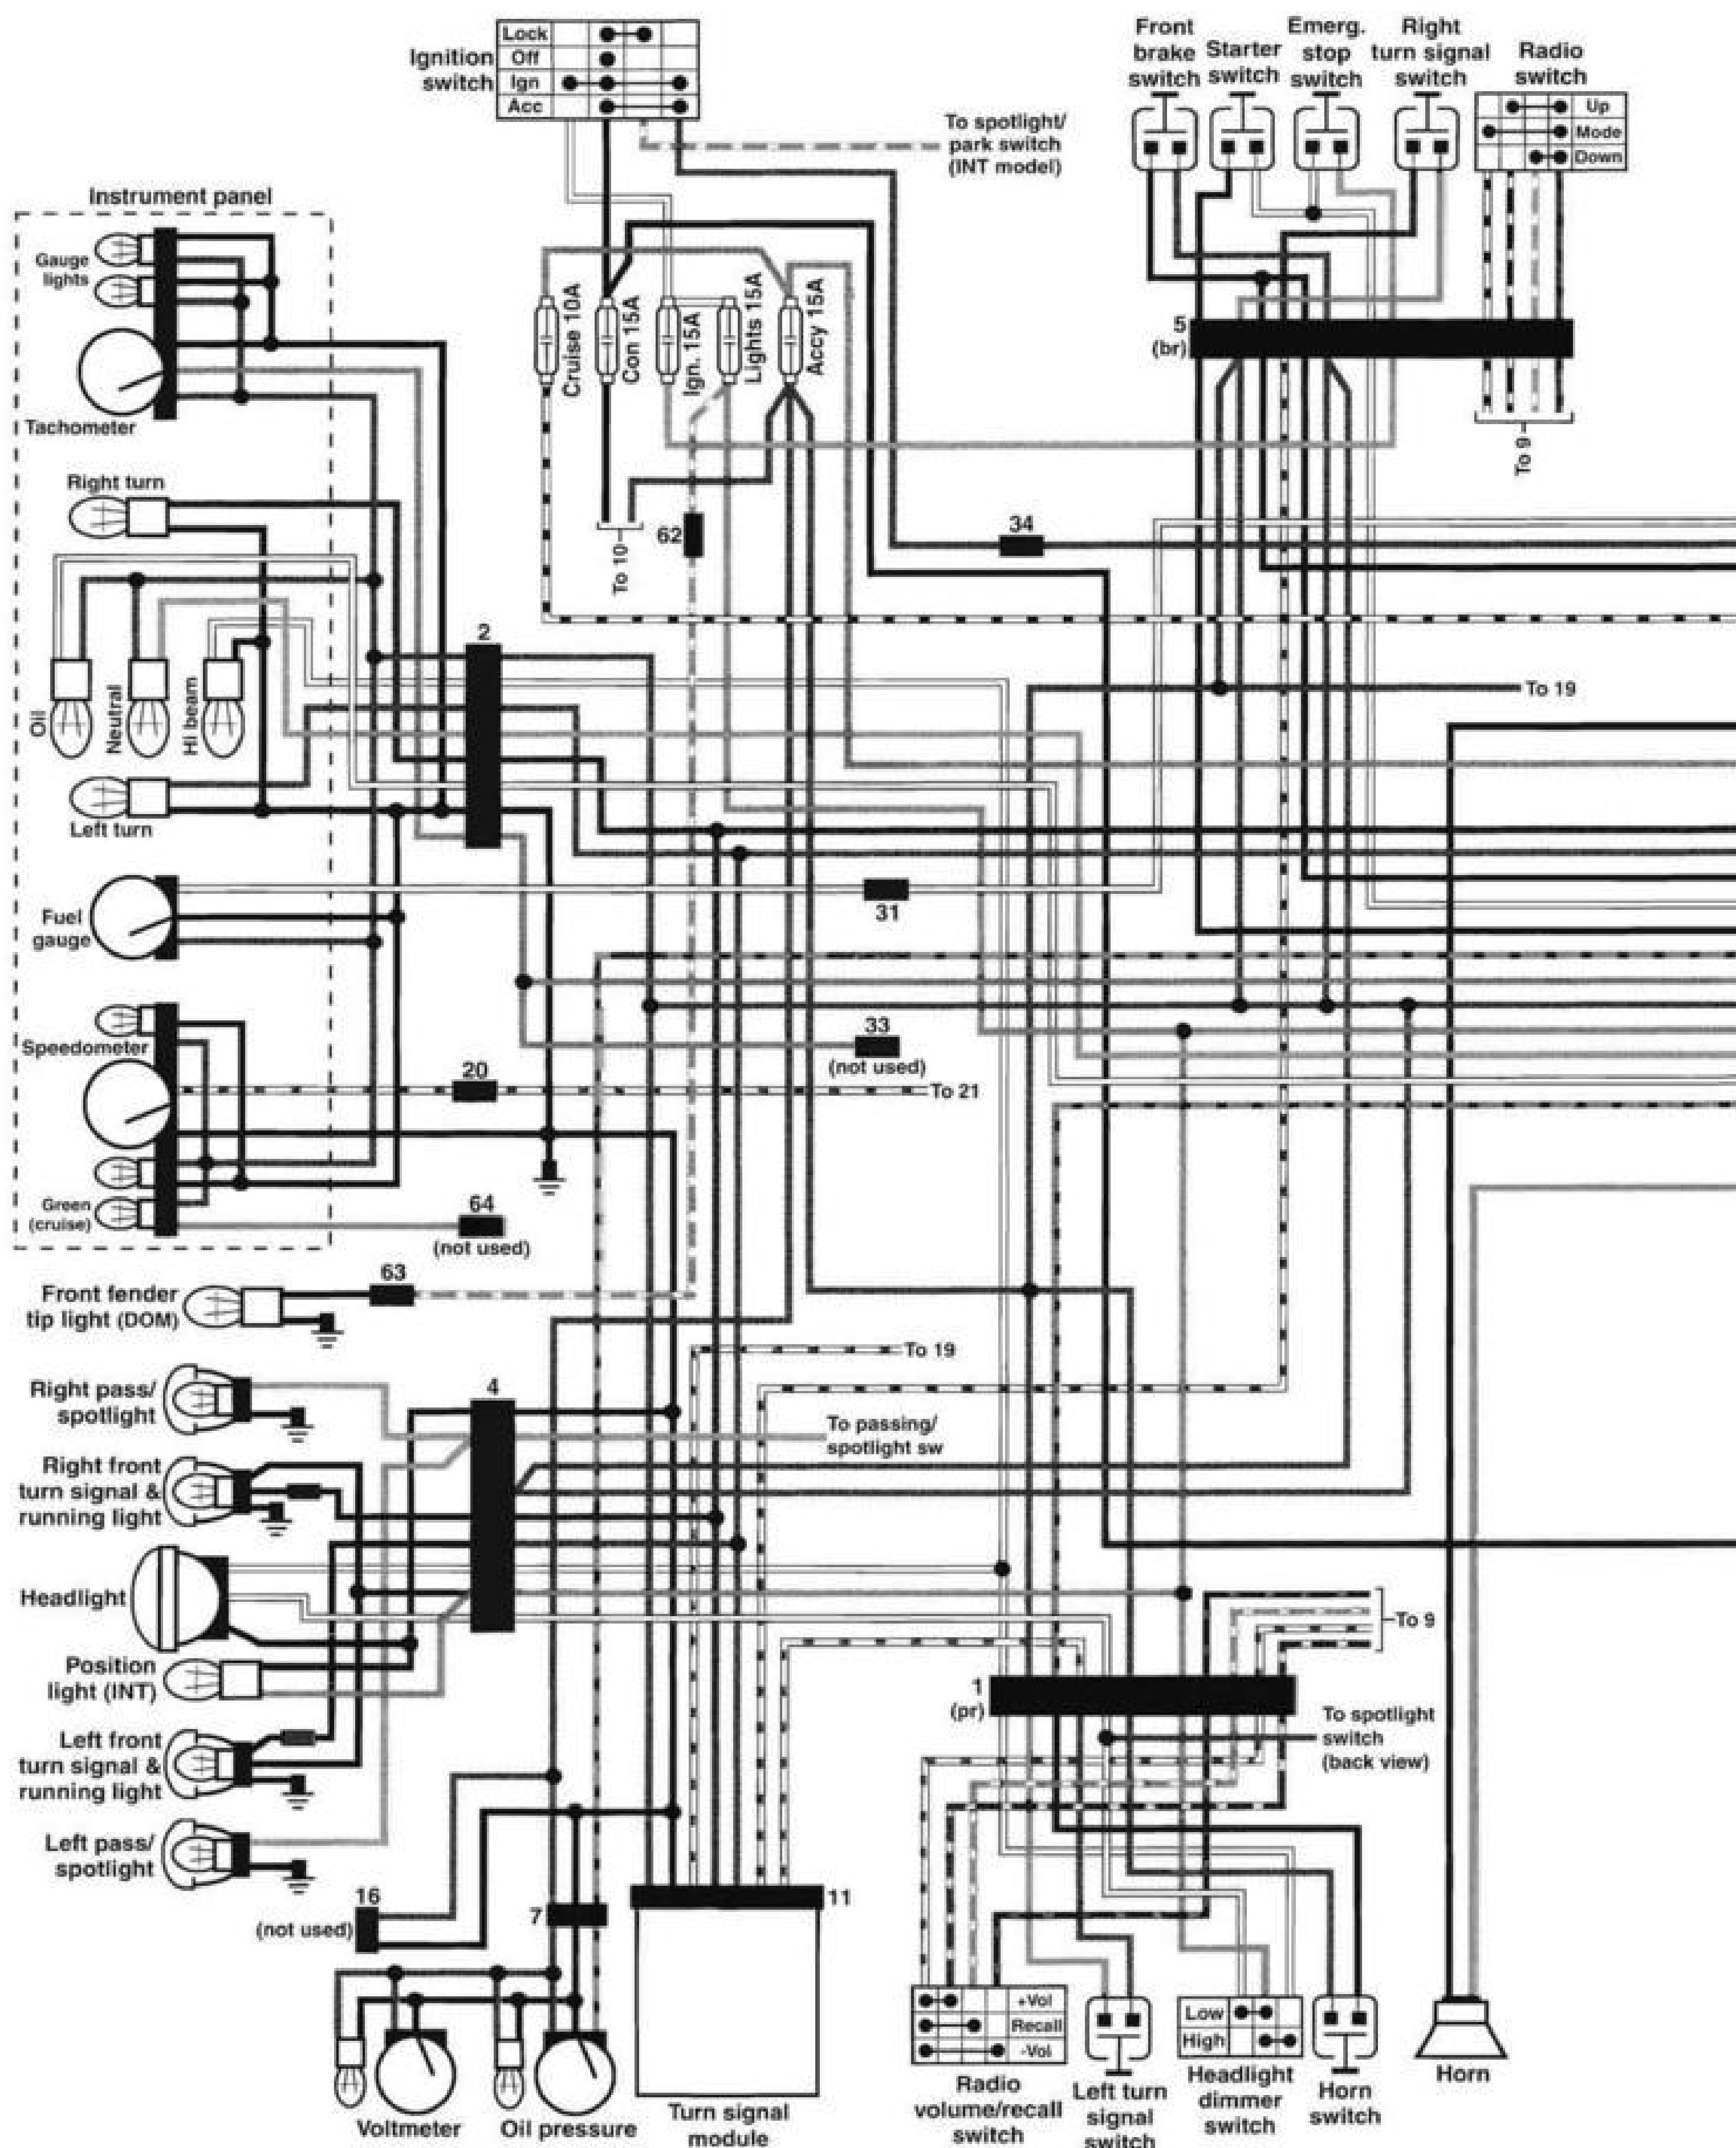 Ignition
switch
Lock
Off
Ign
Acc
To spotlight/
park switch
(INT model)
Front
brake
switch
Starter
switch
Emerg.
stop
switch
Right
turn signal
switch
Radio
switch
Up
Mode
Down
5
(br)
To 9
Instrument panel
Gauge
lights
Tachometer
Cruise 10A
Con 15A
Ign. 15A
Lights 15A
Accy 15A
Right turn
To 10
62
34
2
Oil
Neutral
Hi beam
To 19
Left turn
Fuel
gauge
31
Speedometer
33
(not used)
20
To 21
Green
(cruise)
64
(not used)
63
Front fender
tip light (DOM)
To 19
Right pass/
spotlight
4
To passing/
spotlight sw
Right front
turn signal &
running light
Headlight
To 9
Position
light (INT)
1
(pr)
To spotlight
switch
(back view)
Left front
turn signal &
running light
Left pass/
spotlight
16
(not used)
7
11
+Vol
Recall
-Vol
Low
High
Voltmeter
Oil pressure
Turn signal
module
Radio
volume/recall
switch
Left turn
signal
switch
Headlight
dimmer
switch
Horn
switch
Horn